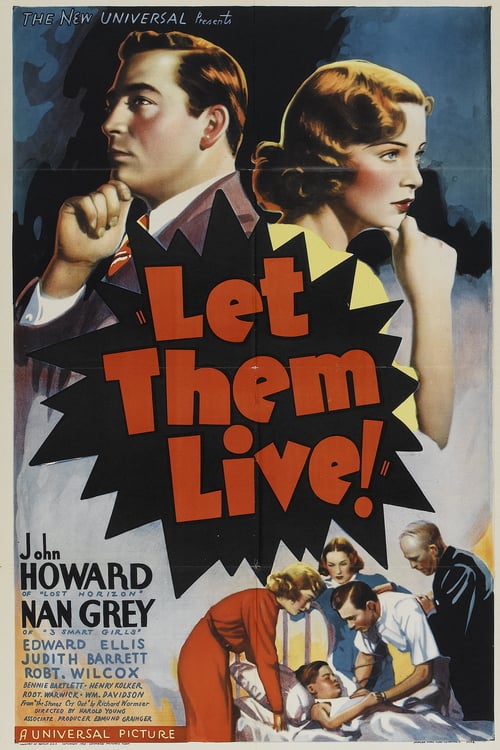 THE NEW UNIVERSAL Presents
"Let
Them
Live!"
John
HOWARD
OF "LOST HORIZON"
NAN GREY
OF "3 SMART GIRLS"
EDWARD ELLIS
JUDITH BARRETT
ROBT. WILCOX
BENNIE BARTLETT - HENRY KOLKER
ROBT. WARWICK - WM. DAVIDSON
From "The Stones Cry Out" by Richard Wormser
DIRECTED BY HAROLD YOUNG
ASSOCIATE PRODUCER EDMUND GRAINGER
A UNIVERSAL PICTURE